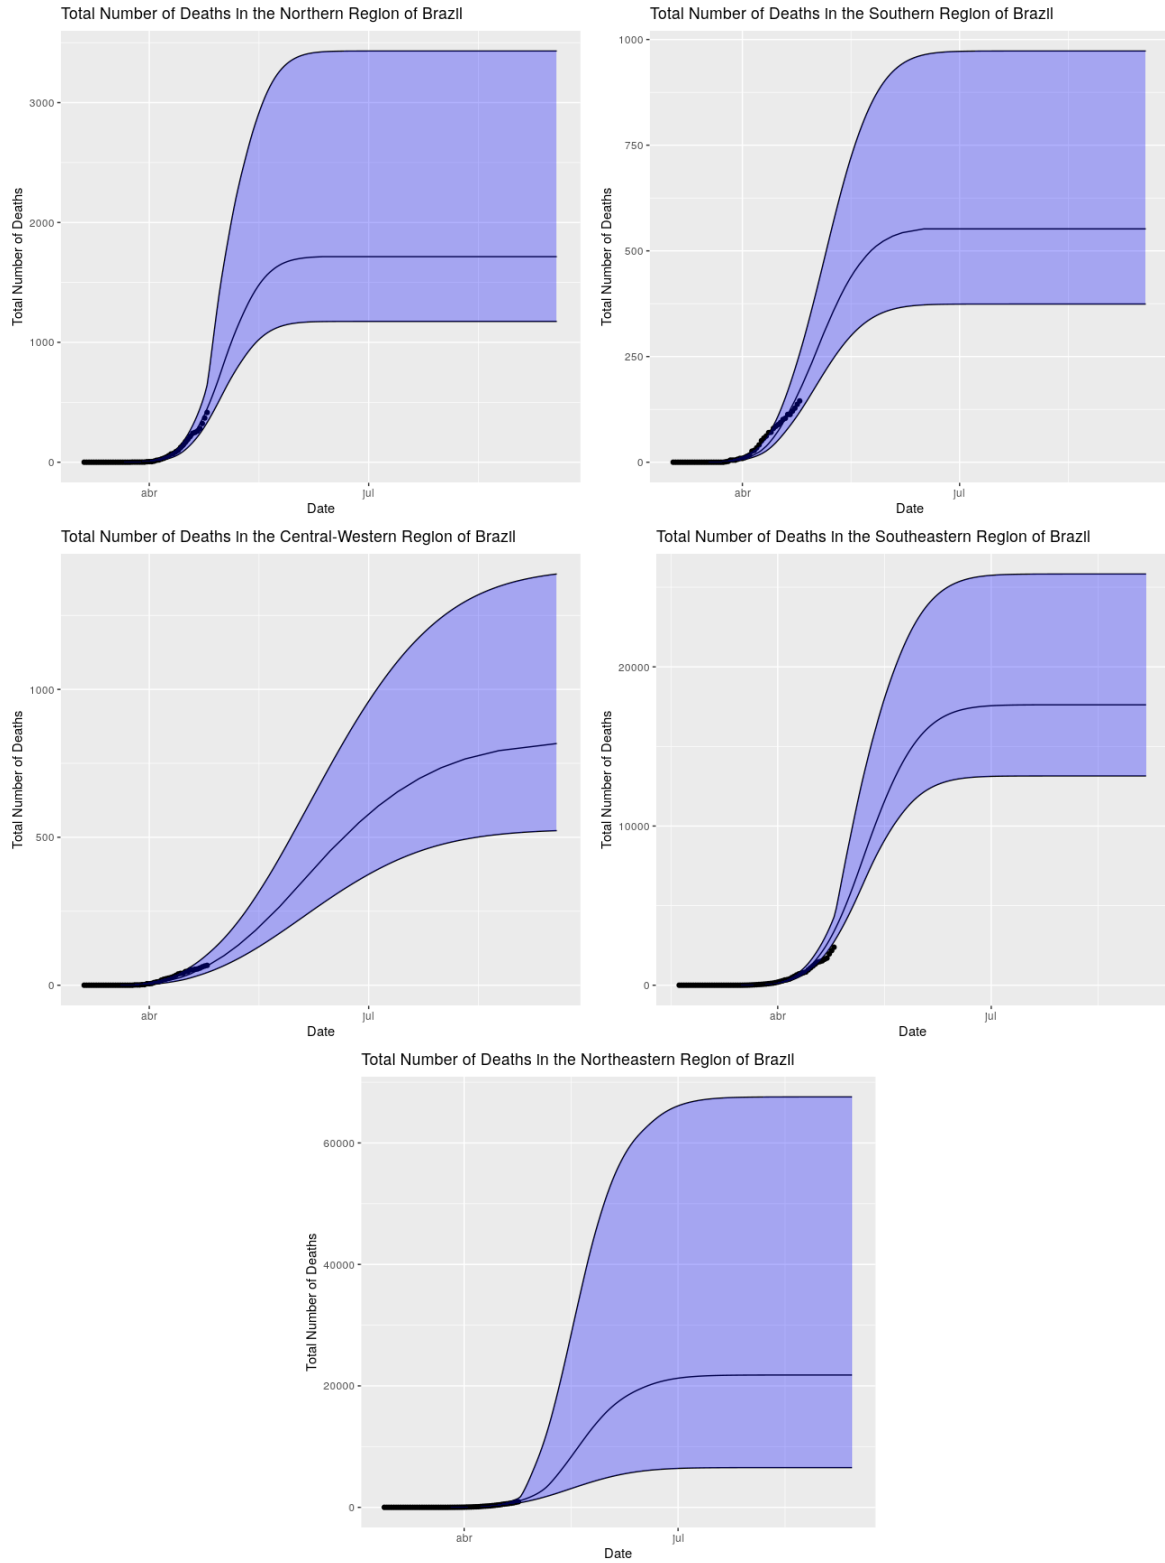 Total Number of Deaths in the Northern Region of Brazil
Total Number of Deaths
3000
2000
1000
0
abr
jul
Date
Total Number of Deaths in the Southern Region of Brazil
Total Number of Deaths
1000
750
500
250
0
abr
jul
Date
Total Number of Deaths in the Central-Western Region of Brazil
Total Number of Deaths
1000
500
0
abr
jul
Date
Total Number of Deaths in the Southeastern Region of Brazil
Total Number of Deaths
20000
10000
0
abr
jul
Date
Total Number of Deaths in the Northeastern Region of Brazil
Total Number of Deaths
60000
40000
20000
0
abr
jul
Date